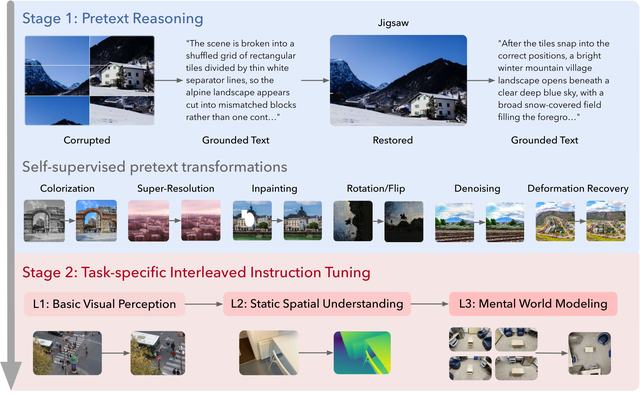 Stage 1: Pretext Reasoning
Jigsaw
"The scene is broken into a
shuffled grid of rectangular
tiles divided by thin white
separator lines, so the
alpine landscape appears
cut into mismatched blocks
rather than one cont…"
"After the tiles snap into the
correct positions, a bright
winter mountain village
landscape opens beneath a
clear deep blue sky, with a
broad snow-covered field
filling the foregro…"
Corrupted
Grounded Text
Restored
Grounded Text
Self-supervised pretext transformations
Colorization
Super-Resolution
Inpainting
Rotation/Flip
Denoising
Deformation Recovery
Stage 2: Task-specific Interleaved Instruction Tuning
L1: Basic Visual Perception
L2: Static Spatial Understanding
L3: Mental World Modeling